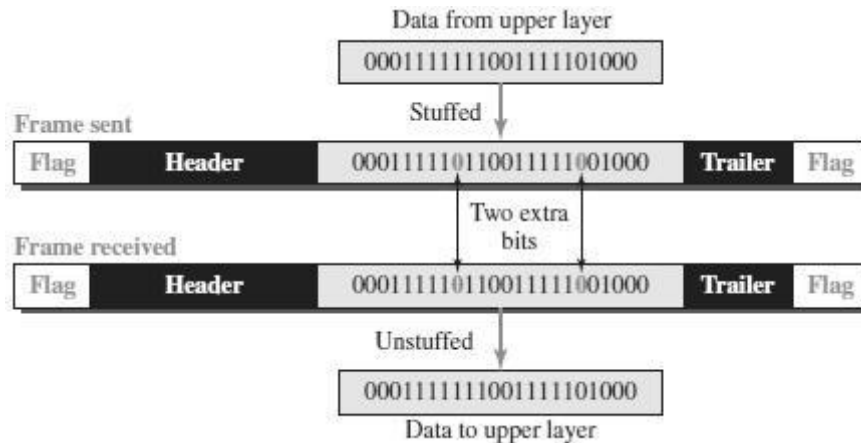 Data from upper layer
0001111111001111101000
Stuffed
Frame sent
Flag Header 000111110110011111001000 Trailer Flag
Two extra
bits
Frame received
Flag Header 000111110110011111001000 Trailer Flag
Unstuffed
0001111111001111101000
Data to upper layer